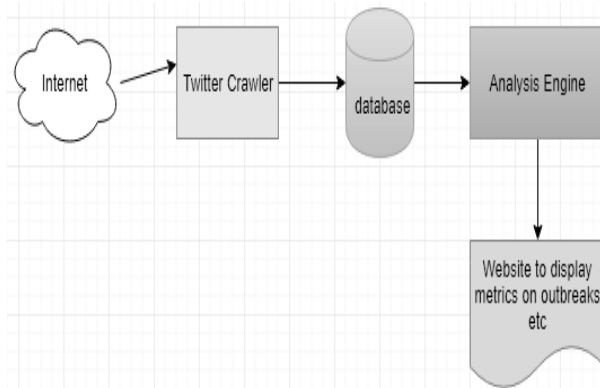 Internet
Twitter Crawler
database
Analysis Engine
Website to display
metrics on outbreaks
etc